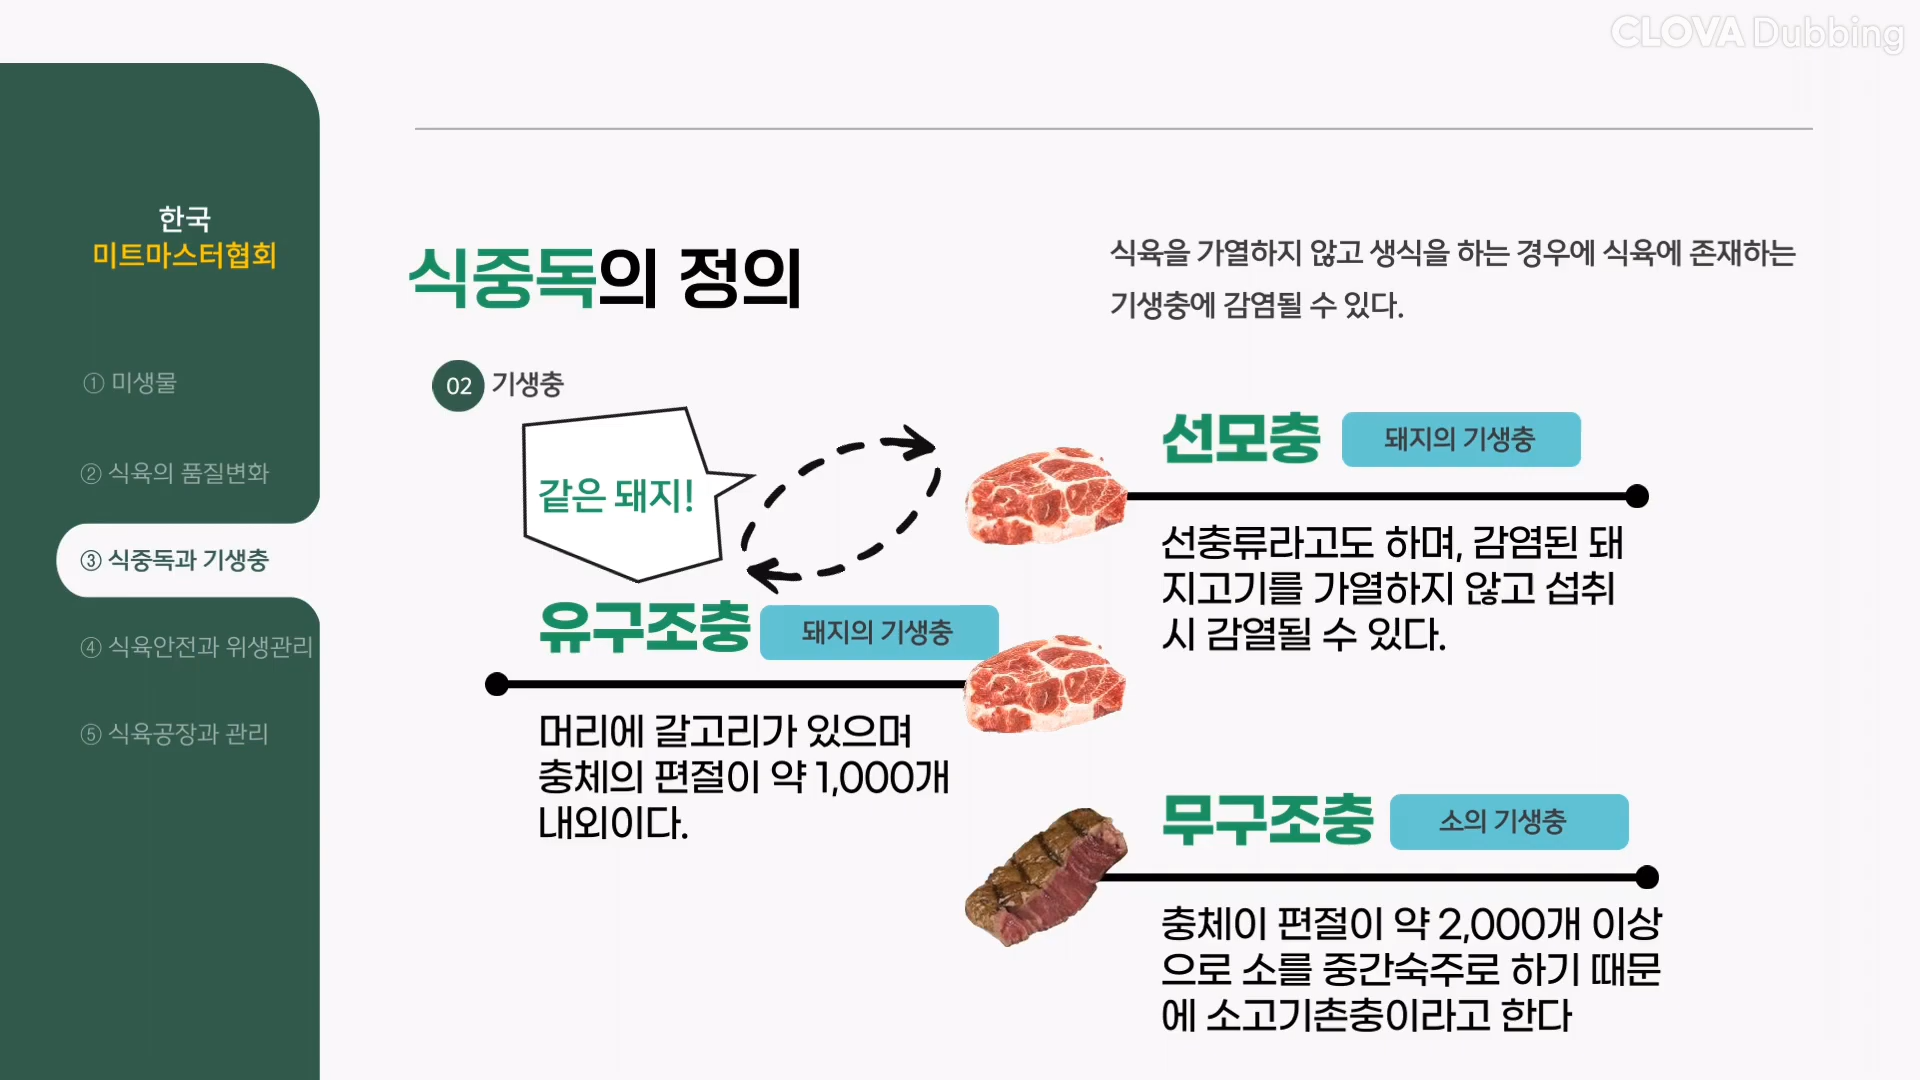 CLOVA Dubbing
한국
미트마스터협회
① 미생물
② 식육의 품질변화
③ 식중독과 기생충
④ 식육안전과 위생관리
⑤ 식육공장과 관리
식중독의 정의
식육을 가열하지 않고 생식을 하는 경우에 식육에 존재하는
기생충에 감염될 수 있다.
02 기생충
같은 돼지!
선모충 돼지의 기생충
선충류라고도 하며, 감염된 돼
지고기를 가열하지 않고 섭취
시 감열될 수 있다.
유구조충 돼지의 기생충
머리에 갈고리가 있으며
충체의 편절이 약 1,000개
내외이다.
무구조충 소의 기생충
충체이 편절이 약 2,000개 이상
으로 소를 중간숙주로 하기 때문
에 소고기촌충이라고 한다